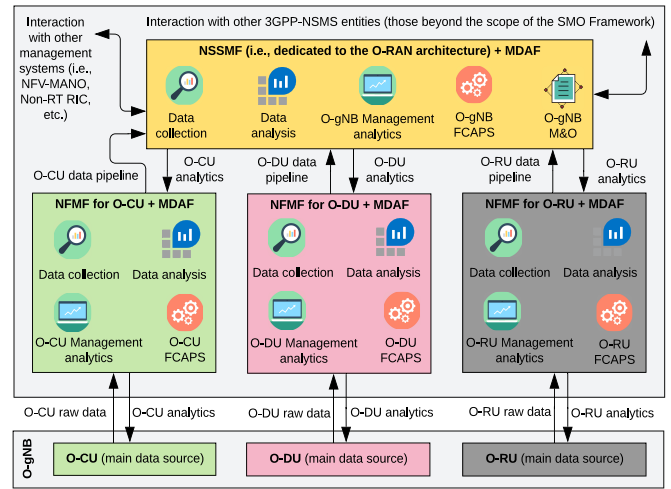 Interaction with other 3GPP-NSMS entities (those beyond the scope of the SMO Framework)
Interaction
with other
management
systems (i.e.,
NFV-MANO,
Non-RT RIC,
etc.)
NSSMF (i.e., dedicated to the O-RAN architecture) + MDAF
Data
collection
Data
analysis
O-gNB Management
analytics
O-gNB
FCAPS
O-gNB
M&O
O-CU data pipeline
O-CU
analytics
O-DU data
pipeline
O-DU
analytics
O-RU data
pipeline
O-RU
analytics
NFMF for O-CU + MDAF
Data collection
Data analysis
O-CU Management
analytics
O-CU
FCAPS
NFMF for O-DU + MDAF
Data
collection
Data analysis
O-DU Management
analytics
O-DU
FCAPS
NFMF for O-RU + MDAF
Data collection
Data analysis
O-RU Management
analytics
O-RU
FCAPS
O-CU raw data
O-CU analytics
O-DU raw data
O-DU analytics
O-RU raw data
O-RU analytics
O-gNB
O-CU (main data source)
O-DU (main data source)
O-RU (main data source)